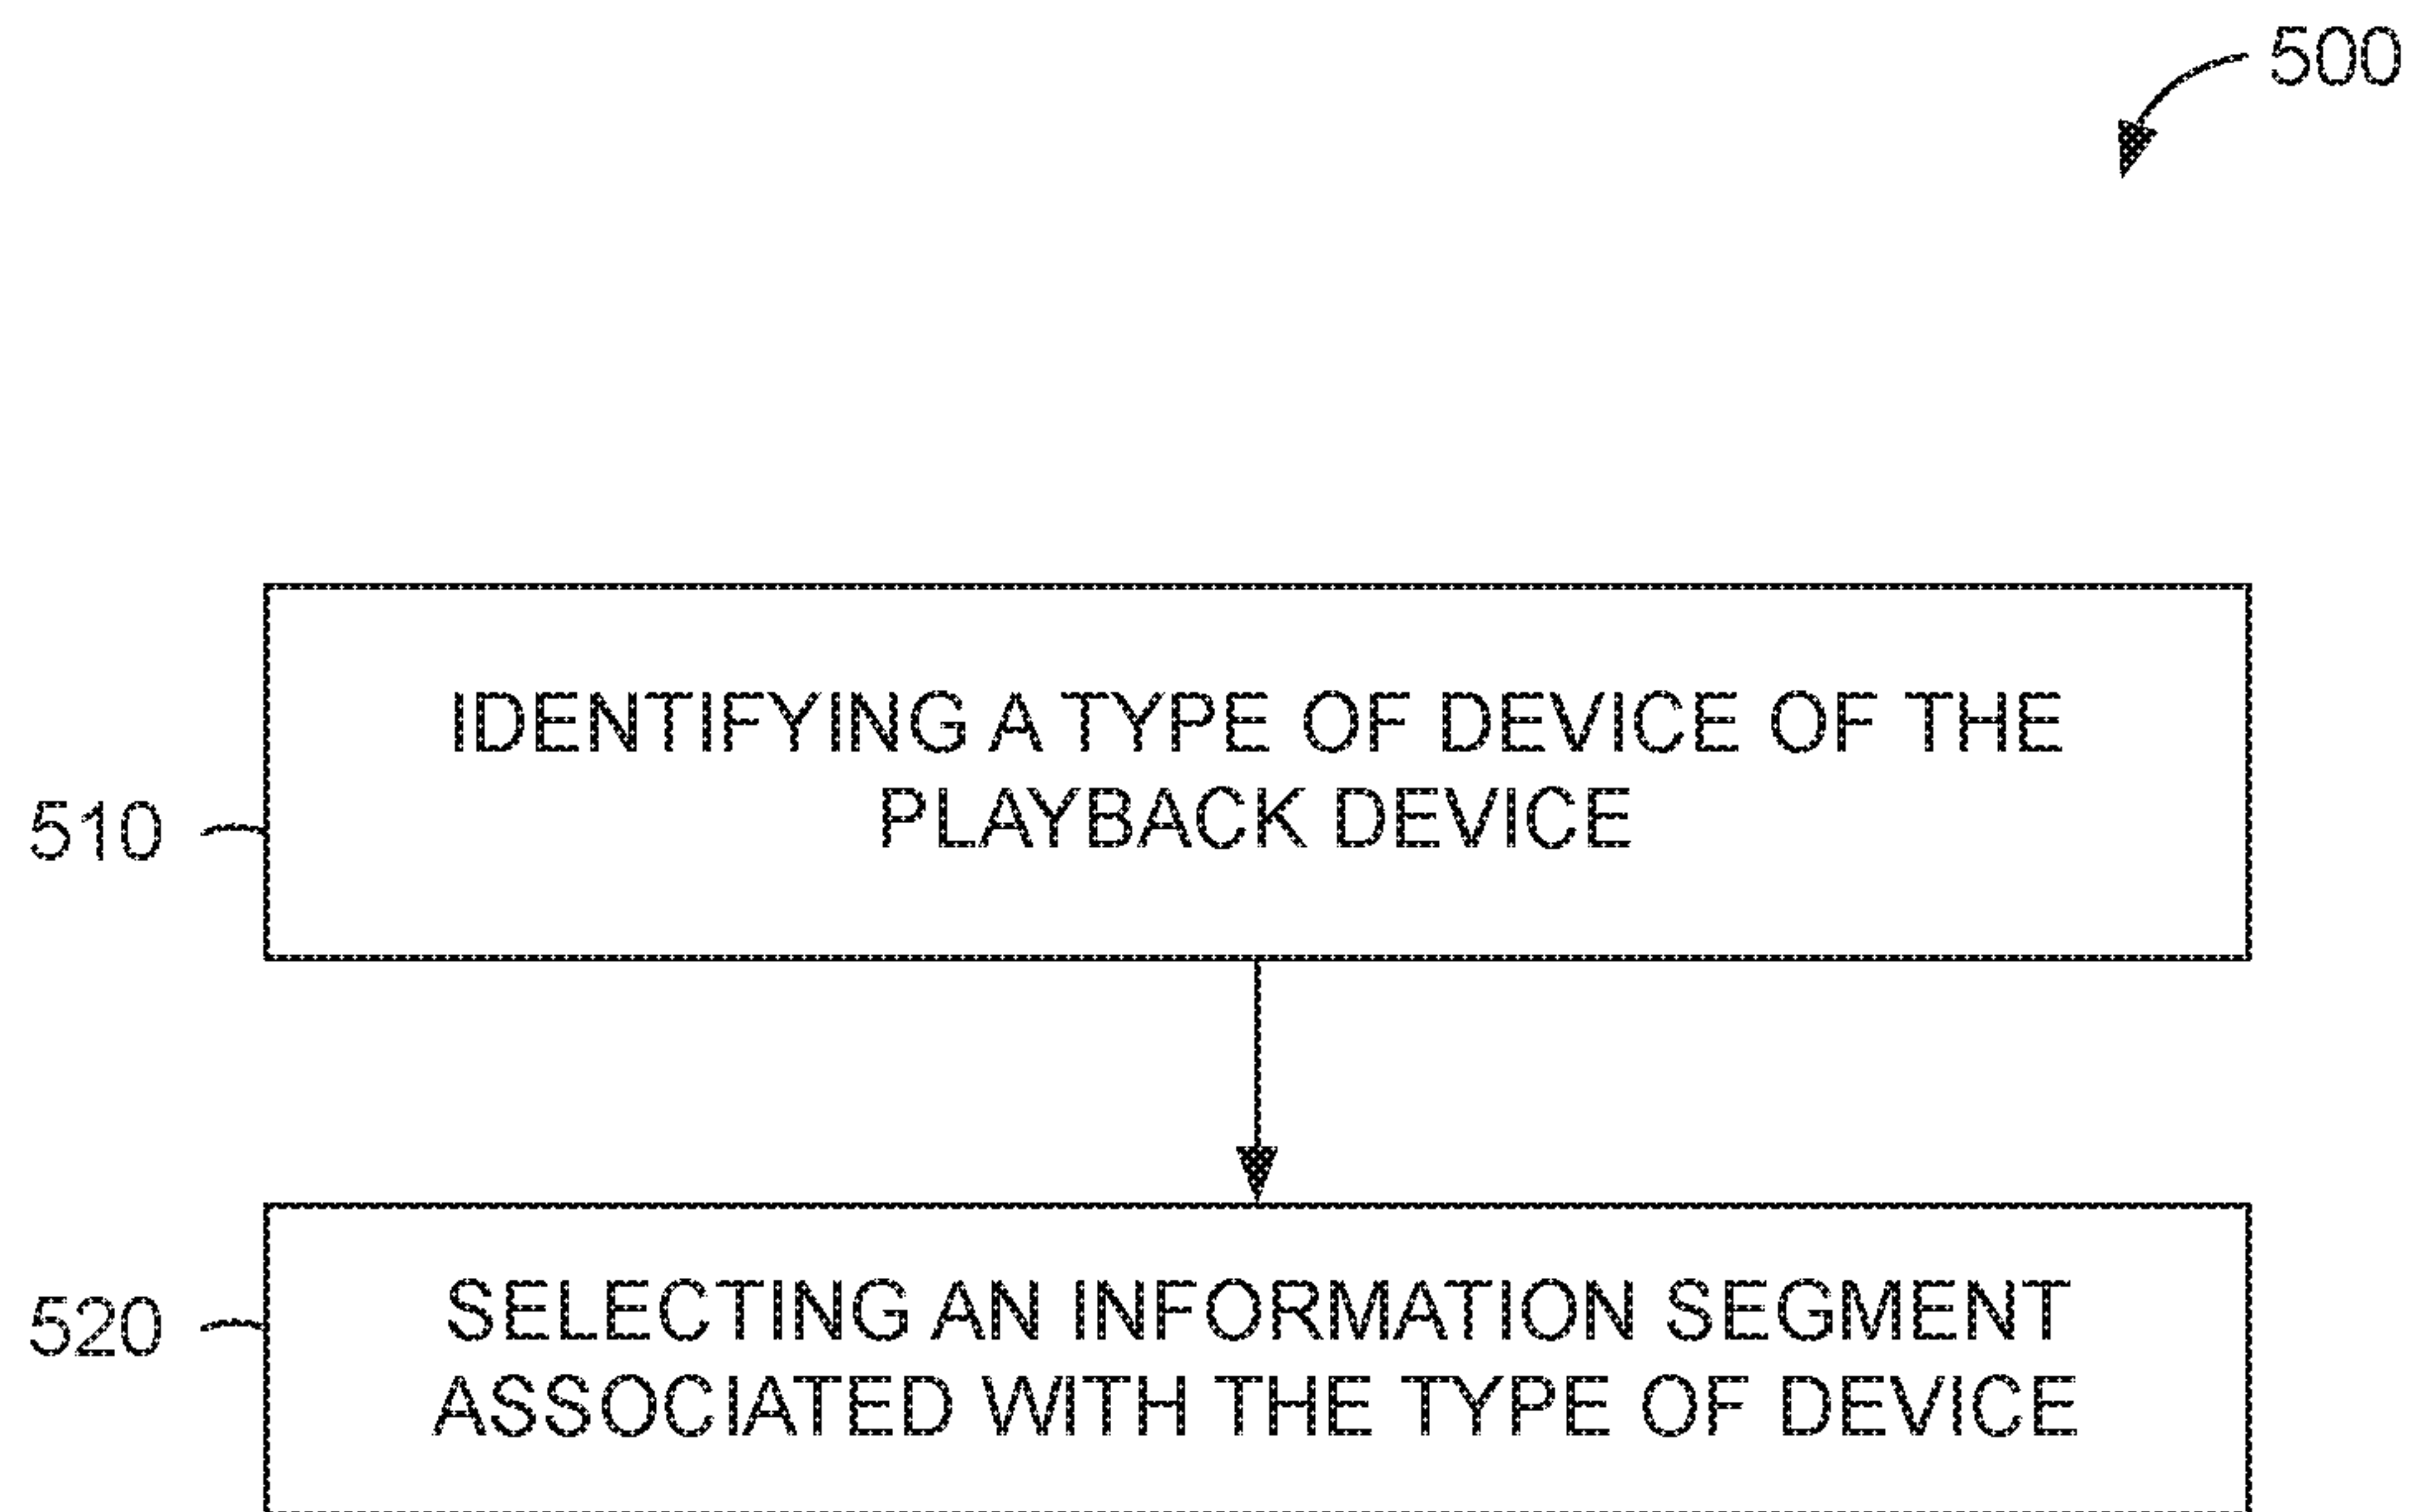 500
IDENTIFYING A TYPE OF DEVICE OF THE
PLAYBACK DEVICE
510
SELECTING AN INFORMATION SEGMENT
520
ASSOCIATED WITH THE TYPE OF DEVICE